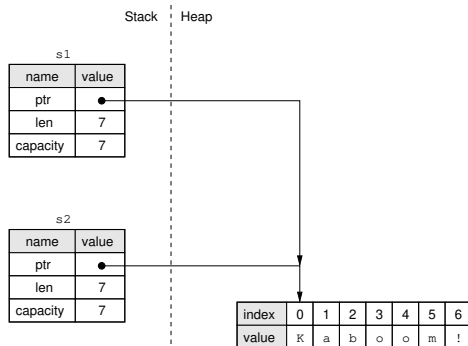 Stack Heap
s1
name value
ptr
len 7
capacity 7
s2
name value
ptr
len 7
capacity 7
index 0 1 2 3 4 5 6
value K a b o o m !